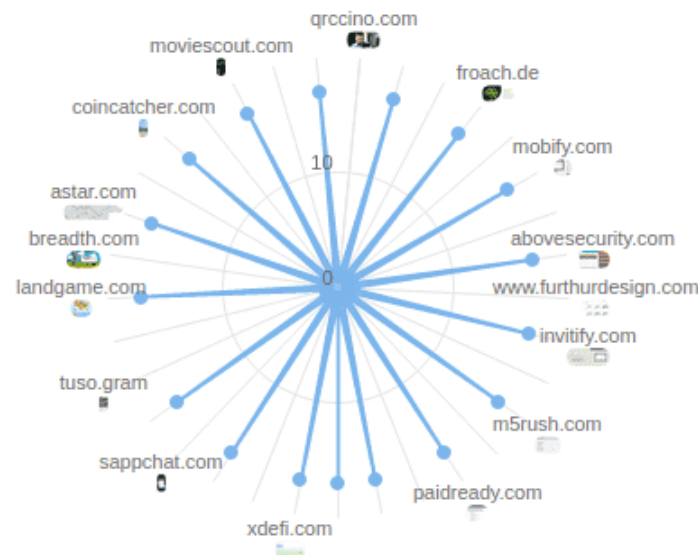 qrccino.com
moviescout.com
froach.de
coincatcher.com
mobify.com
10
astar.com
breadth.com
abovesecurity.com
0
landgame.com
www.furthurdesign.com
invitify.com
tuso.gram
m5rush.com
sappchat.com
paidready.com
xdefi.com